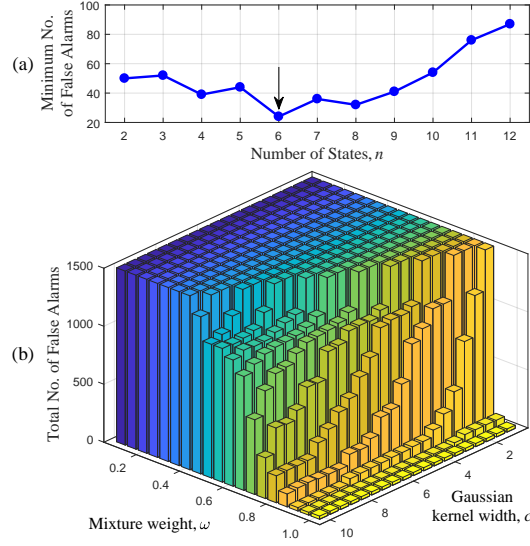 (a)
Minimum No.
of False Alarms
100
80
60
40
20
2 3 4 5 6 7 8 9 10 11 12
Number of States, n
(b)
Total No. of False Alarms
1500
1000
500
0
0.2 0.4 0.6 0.8 1.0
Mixture weight, ω
10 8 6 4 2
Gaussian
kernel width,